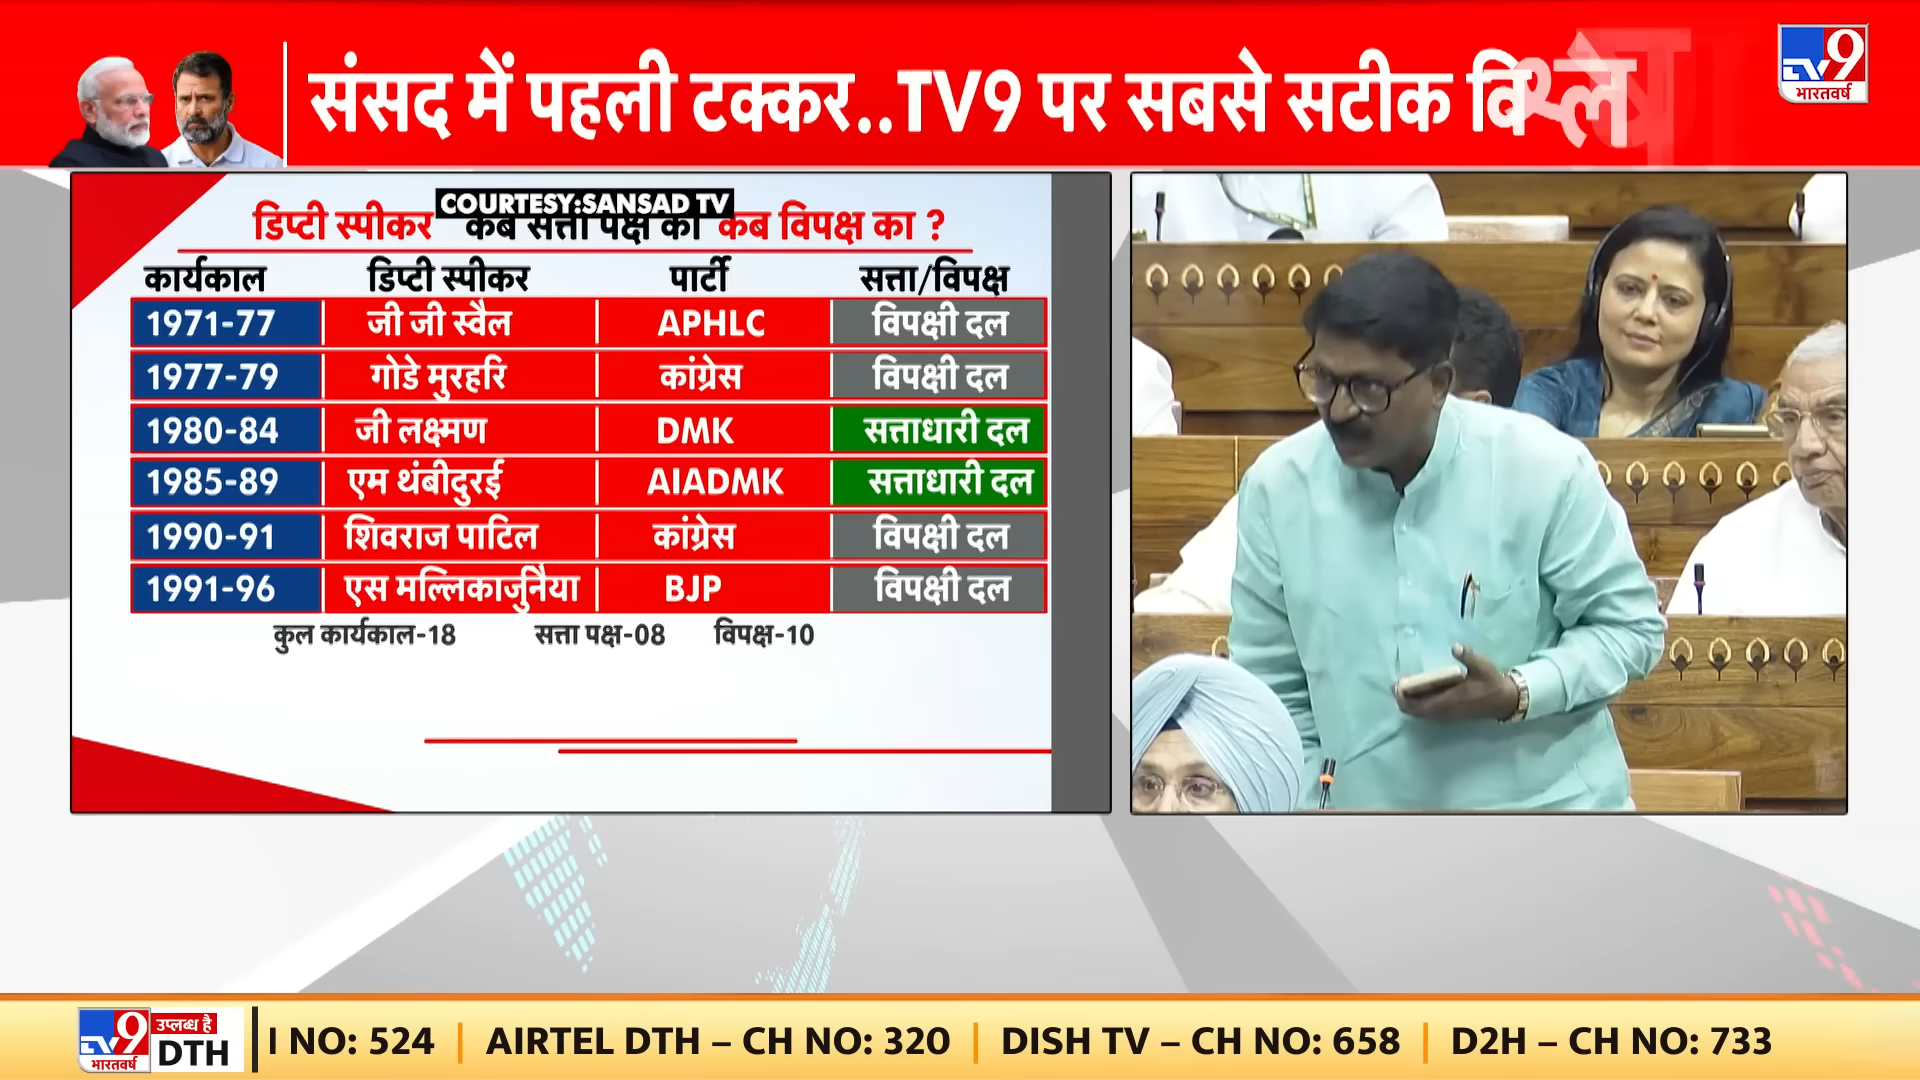 संसद में पहली टक्कर..TV9 पर सबसे सटीक
TV9
भारतवर्ष
COURTESY:SANSAD TV
डिप्टी स्पीकर कब सत्ता पक्ष का कब विपक्ष का ?
कार्यकाल डिप्टी स्पीकर पार्टी सत्ता/विपक्ष
1971-77 जी जी स्वैल APHLC विपक्षी दल
1977-79 गोडे मुरहरि कांग्रेस विपक्षी दल
1980-84 जी लक्ष्मण DMK सत्ताधारी दल
1985-89 एम थंबीदुरई AIADMK सत्ताधारी दल
1990-91 शिवराज पाटिल कांग्रेस विपक्षी दल
1991-96 एस मल्लिकार्जुनैया BJP विपक्षी दल
कुल कार्यकाल-18 सत्ता पक्ष-08 विपक्ष-10
TV9 भारतवर्ष उपलब्ध है DTH
NO: 524 | AIRTEL DTH – CH NO: 320 | DISH TV – CH NO: 658 | D2H – CH NO: 733